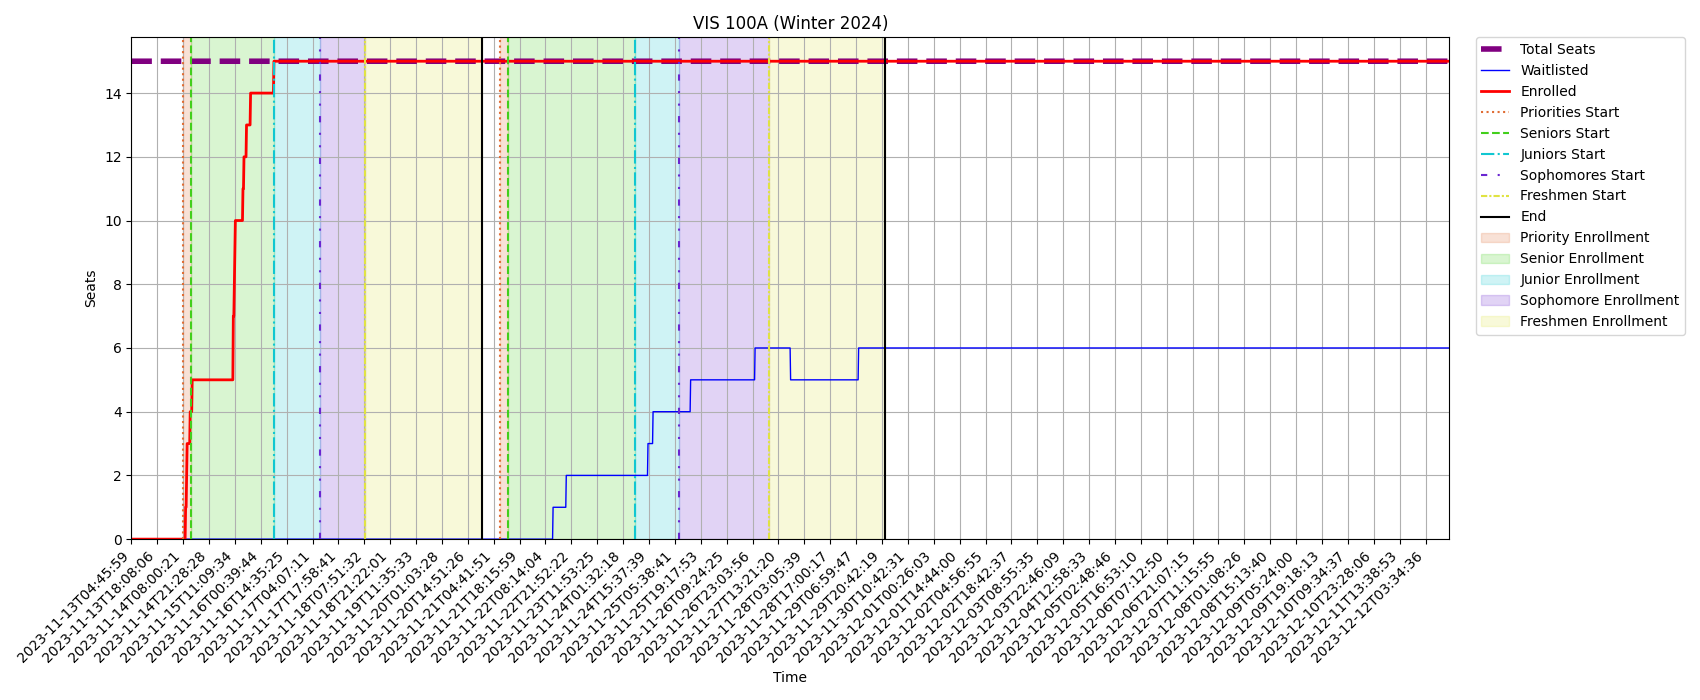 VIS 100A (Winter 2024)
Seats
14
12
10
8
6
4
2
0
2023-11-13T04:45:59
2023-11-13T18:08:06
2023-11-14T08:00:21
2023-11-14T21:28:28
2023-11-15T11:09:34
2023-11-16T00:39:44
2023-11-16T14:35:25
2023-11-17T04:07:11
2023-11-17T17:58:41
2023-11-18T07:51:32
2023-11-18T21:22:01
2023-11-19T11:35:33
2023-11-20T01:03:28
2023-11-20T14:51:26
2023-11-21T04:41:51
2023-11-21T18:15:59
2023-11-22T08:14:04
2023-11-22T21:52:22
2023-11-23T11:53:25
2023-11-24T01:32:18
2023-11-24T15:37:39
2023-11-25T05:38:41
2023-11-25T19:17:53
2023-11-26T09:24:25
2023-11-26T23:03:56
2023-11-27T13:21:20
2023-11-28T03:05:39
2023-11-28T17:00:17
2023-11-29T06:59:47
2023-11-29T20:42:19
2023-11-30T10:42:31
2023-12-01T00:26:03
2023-12-01T14:44:00
2023-12-02T04:56:55
2023-12-02T18:42:37
2023-12-03T08:55:35
2023-12-03T22:46:09
2023-12-04T12:58:33
2023-12-05T02:48:46
2023-12-05T16:53:10
2023-12-06T07:12:50
2023-12-06T21:07:15
2023-12-07T11:15:55
2023-12-08T01:08:26
2023-12-08T15:13:40
2023-12-09T05:24:00
2023-12-09T19:18:13
2023-12-10T09:34:37
2023-12-10T23:28:06
2023-12-11T13:38:53
2023-12-12T03:34:36
Time
Total Seats
Waitlisted
Enrolled
Priorities Start
Seniors Start
Juniors Start
Sophomores Start
Freshmen Start
End
Priority Enrollment
Senior Enrollment
Junior Enrollment
Sophomore Enrollment
Freshmen Enrollment